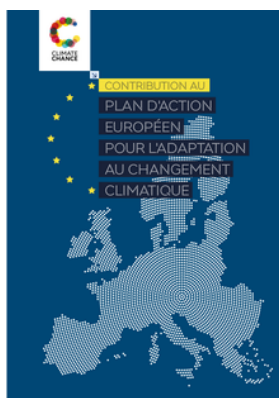 CLIMATE
CHANCE
CONTRIBUTION AU
PLAN D'ACTION
EUROPÉEN
POUR L'ADAPTATION
AU CHANGEMENT
CLIMATIQUE